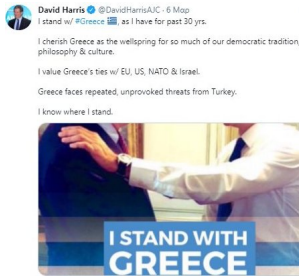 David Harris @DavidHarrisAJC · 6 Μαρ
I stand w/ #Greece 🇬🇷, as I have for past 30 yrs.
I cherish Greece as the wellspring for so much of our democratic tradition,
philosophy & culture.
I value Greece's ties w/ EU, US, NATO & Israel.
Greece faces repeated, unprovoked threats from Turkey.
I know where I stand.
I STAND WITH
GREECE